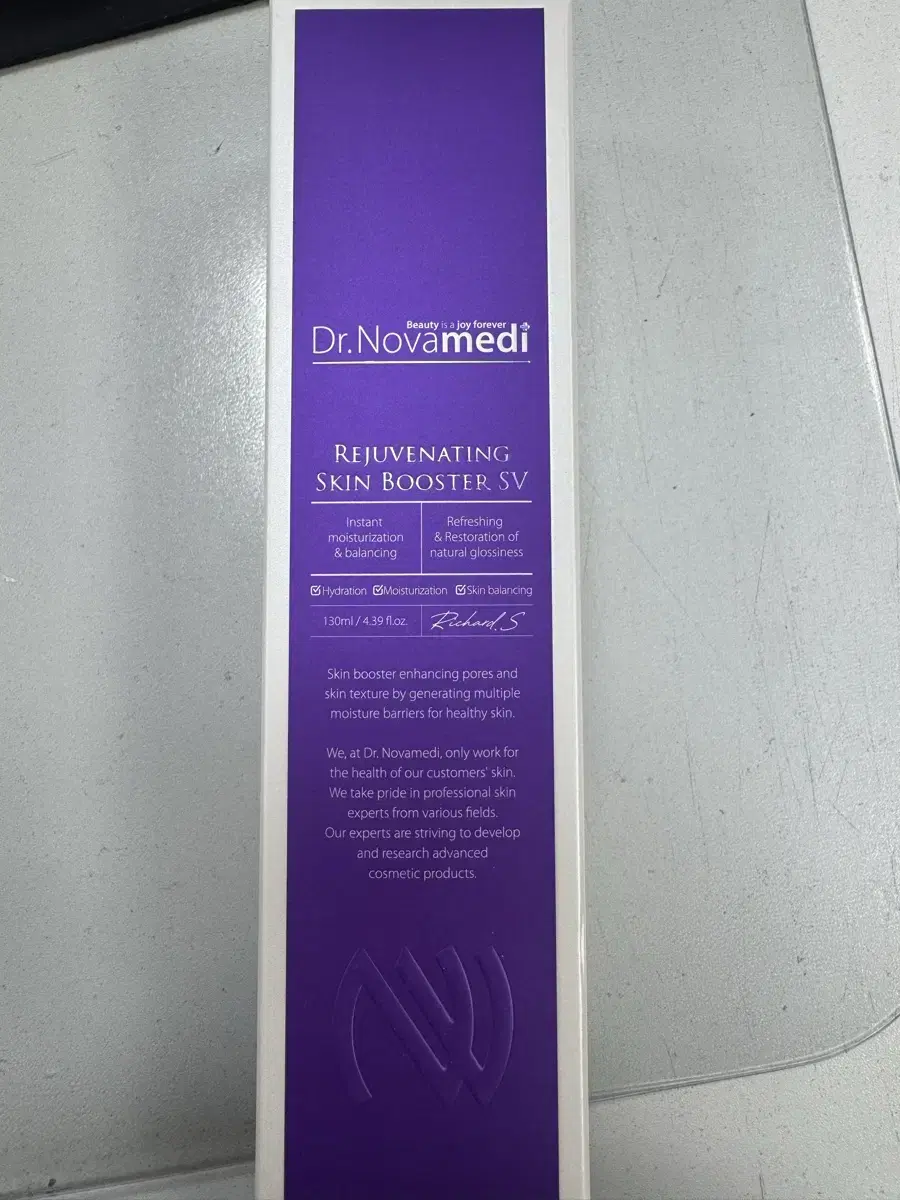 Beauty is a joy forever
Dr.Novamedi
REJUVENATING
SKIN BOOSTER SV
Instant
moisturization
& balancing
Refreshing
& Restoration of
natural glossiness
Hydration Moisturization Skin balancing
130ml / 4.39 fl.oz.
Richard.S
Skin booster enhancing pores and
skin texture by generating multiple
moisture barriers for healthy skin.
We, at Dr. Novamedi, only work for
the health of our customers' skin.
We take pride in professional skin
experts from various fields.
Our experts are striving to develop
and research advanced
cosmetic products.